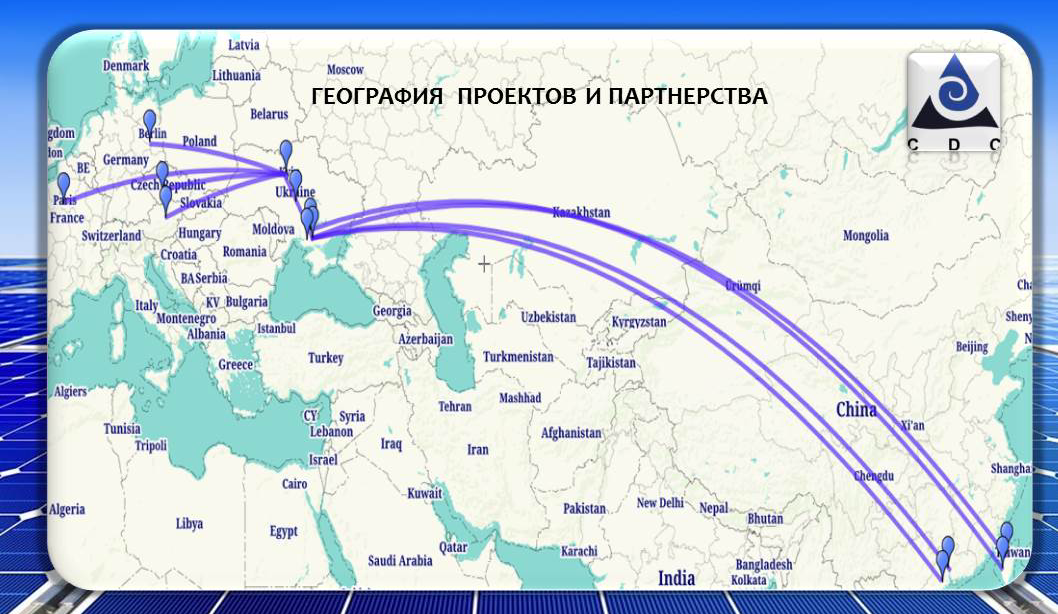 Latvia
Denmark
Lithuania
Moscow
ГЕОГРАФИЯ ПРОЕКТОВ И ПАРТНЕРСТВА
Belarus
C D C
gdom
Berlin
Poland
don
BE
Germany
Czech Republic
Ukraine
Paris
Slovakia
France
Kazakhstan
Switzerland
Hungary
Moldova
Mongolia
Croatia
Romania
BA Serbia
Ürümqi
Italy
KV Bulgaria
Montenegro
Georgia
Uzbekistan
Kyrgyzstan
Sheny
Albania
Istanbul
Azerbaijan
Beijing
Greece
Turkey
Turkmenistan
Tajikistan
Algiers
Tehran
Mashhad
China
CY
Syria
Xi'an
Tunisia
Lebanon
Afghanistan
Tripoli
Iraq
Iran
Israel
Shangha
Cairo
Chengdu
Kuwait
Algeria
Pakistan
New Delhi
Nepal
Bhutan
Libya
Egypt
Qatar
Karachi
Saudi Arabia
Bangladesh
India
Kolkata